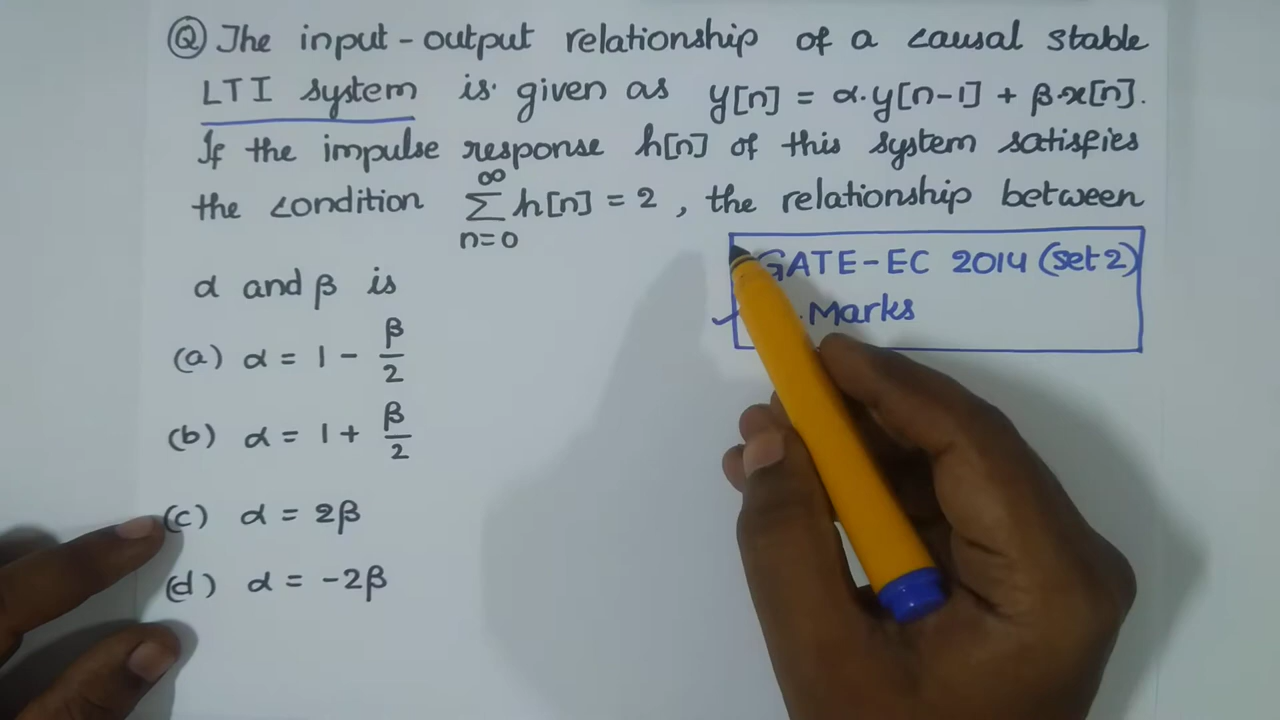 Q The input-output relationship of a causal stable
LTI system is given as y[n] = α.y[n-1] + β.x[n].
If the impulse response h[n] of this system satisfies
the condition ∑_{n=0}^{∞} h[n] = 2, the relationship between
α and β is
GATE-EC 2014 (set 2)
.Marks
(a) α = 1 - β/2
(b) α = 1 + β/2
(c) α = 2β
(d) α = -2β